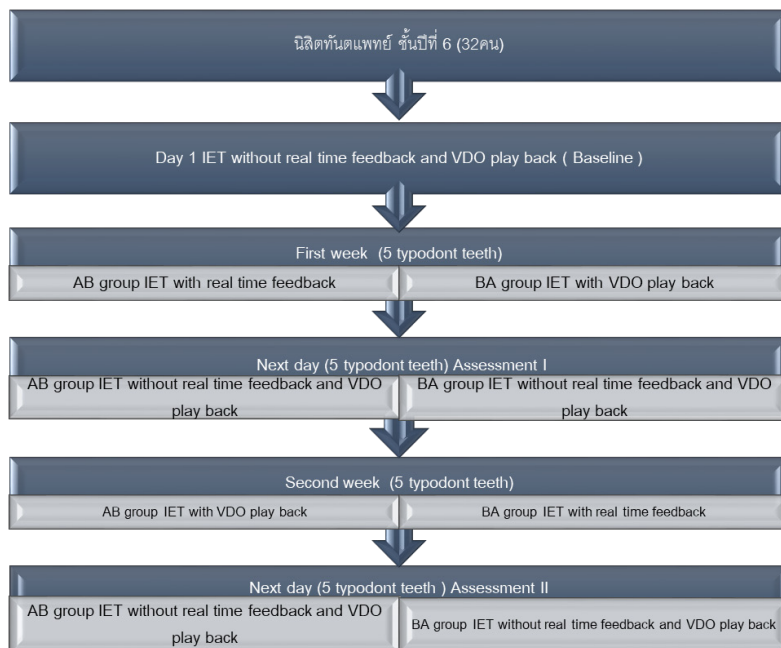 นิสิตทันตแพทย์ ชั้นปีที่ 6 (32คน)
Day 1 IET without real time feedback and VDO play back ( Baseline )
First week  (5 typodont teeth)
AB group IET with real time feedback
BA group IET with VDO play back
Next day (5 typodont teeth) Assessment I
AB group IET without real time feedback and VDO
play back
BA group IET without real time feedback and VDO
play back
Second week  (5 typodont teeth)
AB group IET with VDO play back
BA group IET with real time feedback
Next day (5 typodont teeth ) Assessment II
AB group IET without real time feedback and VDO
play back
BA group IET without real time feedback and VDO play back